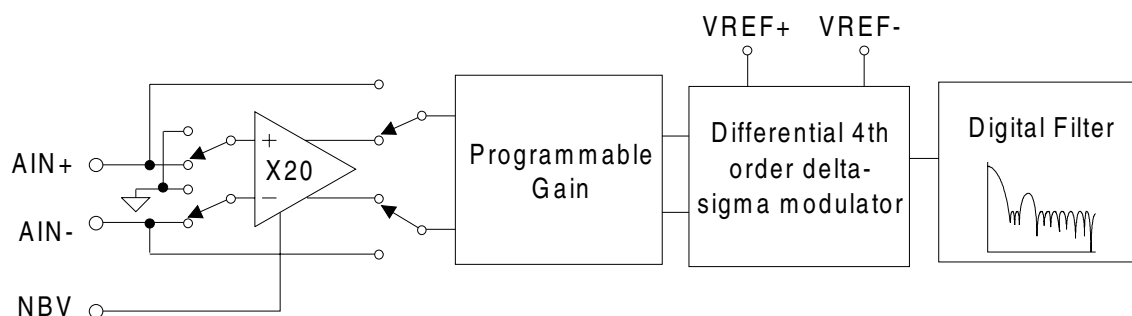 VREF+ VREF-
AIN+
AIN-
NBV
+
X20
−
Programmable
Gain
Differential 4th
order delta-
sigma modulator
Digital Filter